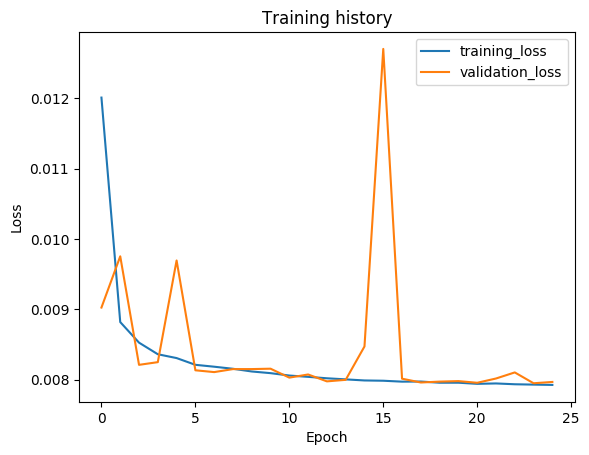 Training history
training_loss
validation_loss
0.012
0.011
0.010
0.009
0.008
Loss
0 5 10 15 20 25
Epoch